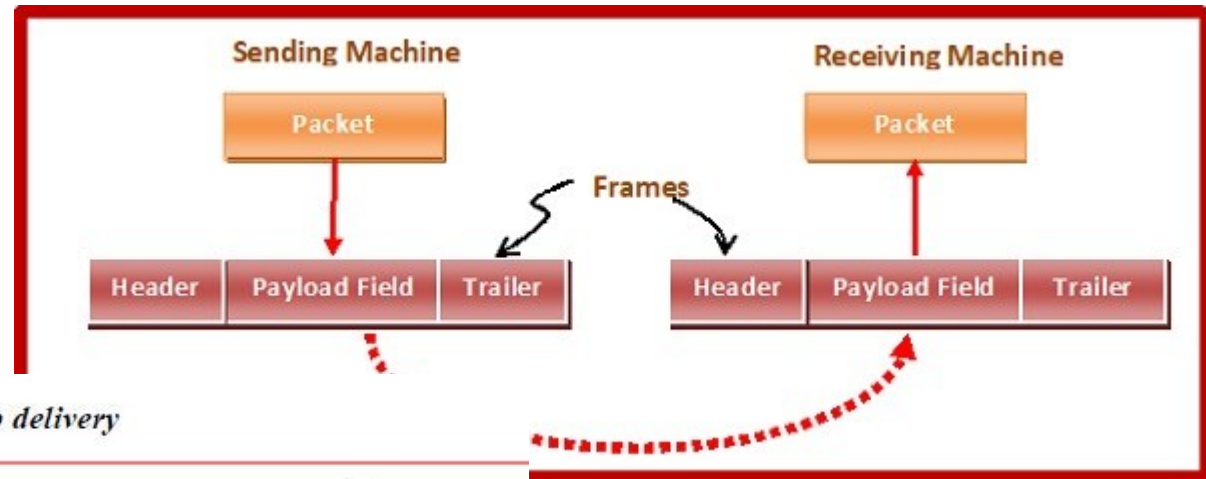 Sending Machine
Receiving Machine
Packet
Packet
Frames
Header Payload Field Trailer
Header Payload Field Trailer
delivery